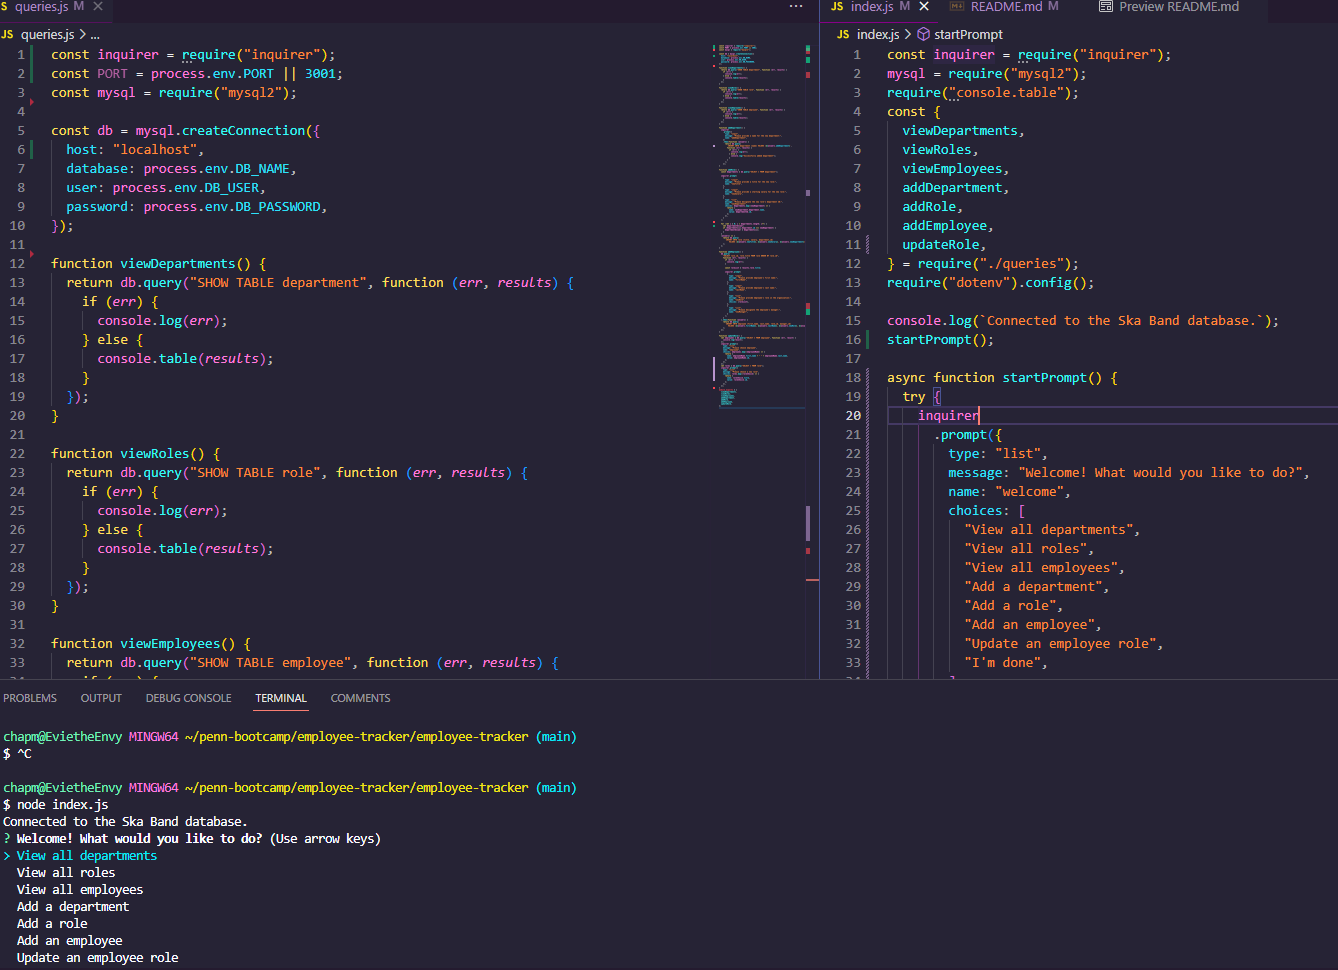 JS queries.js M
JS queries.js > ...
1 const inquirer = require("inquirer");
2 const PORT = process.env.PORT || 3001;
3 const mysql = require("mysql2");
4
5 const db = mysql.createConnection({
6 host: "localhost",
7 database: process.env.DB_NAME,
8 user: process.env.DB_USER,
9 password: process.env.DB_PASSWORD,
10 });
11
12 function viewDepartments() {
13 return db.query("SHOW TABLE department", function (err, results) {
14 if (err) {
15 console.log(err);
16 } else {
17 console.table(results);
18 }
19 });
20 }
21
22 function viewRoles() {
23 return db.query("SHOW TABLE role", function (err, results) {
24 if (err) {
25 console.log(err);
26 } else {
27 console.table(results);
28 }
29 });
30 }
31
32 function viewEmployees() {
33 return db.query("SHOW TABLE employee", function (err, results) {
JS index.js M README.md M Preview README.md
JS index.js > startPrompt
1 const inquirer = require("inquirer");
2 mysql = require("mysql2");
3 require("console.table");
4 const {
5 viewDepartments,
6 viewRoles,
7 viewEmployees,
8 addDepartment,
9 addRole,
10 addEmployee,
11 updateRole,
12 } = require("./queries");
13 require("dotenv").config();
14
15 console.log(`Connected to the Ska Band database.`);
16 startPrompt();
17
18 async function startPrompt() {
19 try {
20 inquirer
21 .prompt({
22 type: "list",
23 message: "Welcome! What would you like to do?",
24 name: "welcome",
25 choices: [
26 "View all departments",
27 "View all roles",
28 "View all employees",
29 "Add a department",
30 "Add a role",
31 "Add an employee",
32 "Update an employee role",
33 "I'm done",
PROBLEMS OUTPUT DEBUG CONSOLE TERMINAL COMMENTS
chapm@EvietheEnvy MINGW64 ~/penn-bootcamp/employee-tracker/employee-tracker (main)
$ ^C
chapm@EvietheEnvy MINGW64 ~/penn-bootcamp/employee-tracker/employee-tracker (main)
$ node index.js
Connected to the Ska Band database.
? Welcome! What would you like to do? (Use arrow keys)
> View all departments
View all roles
View all employees
Add a department
Add a role
Add an employee
Update an employee role